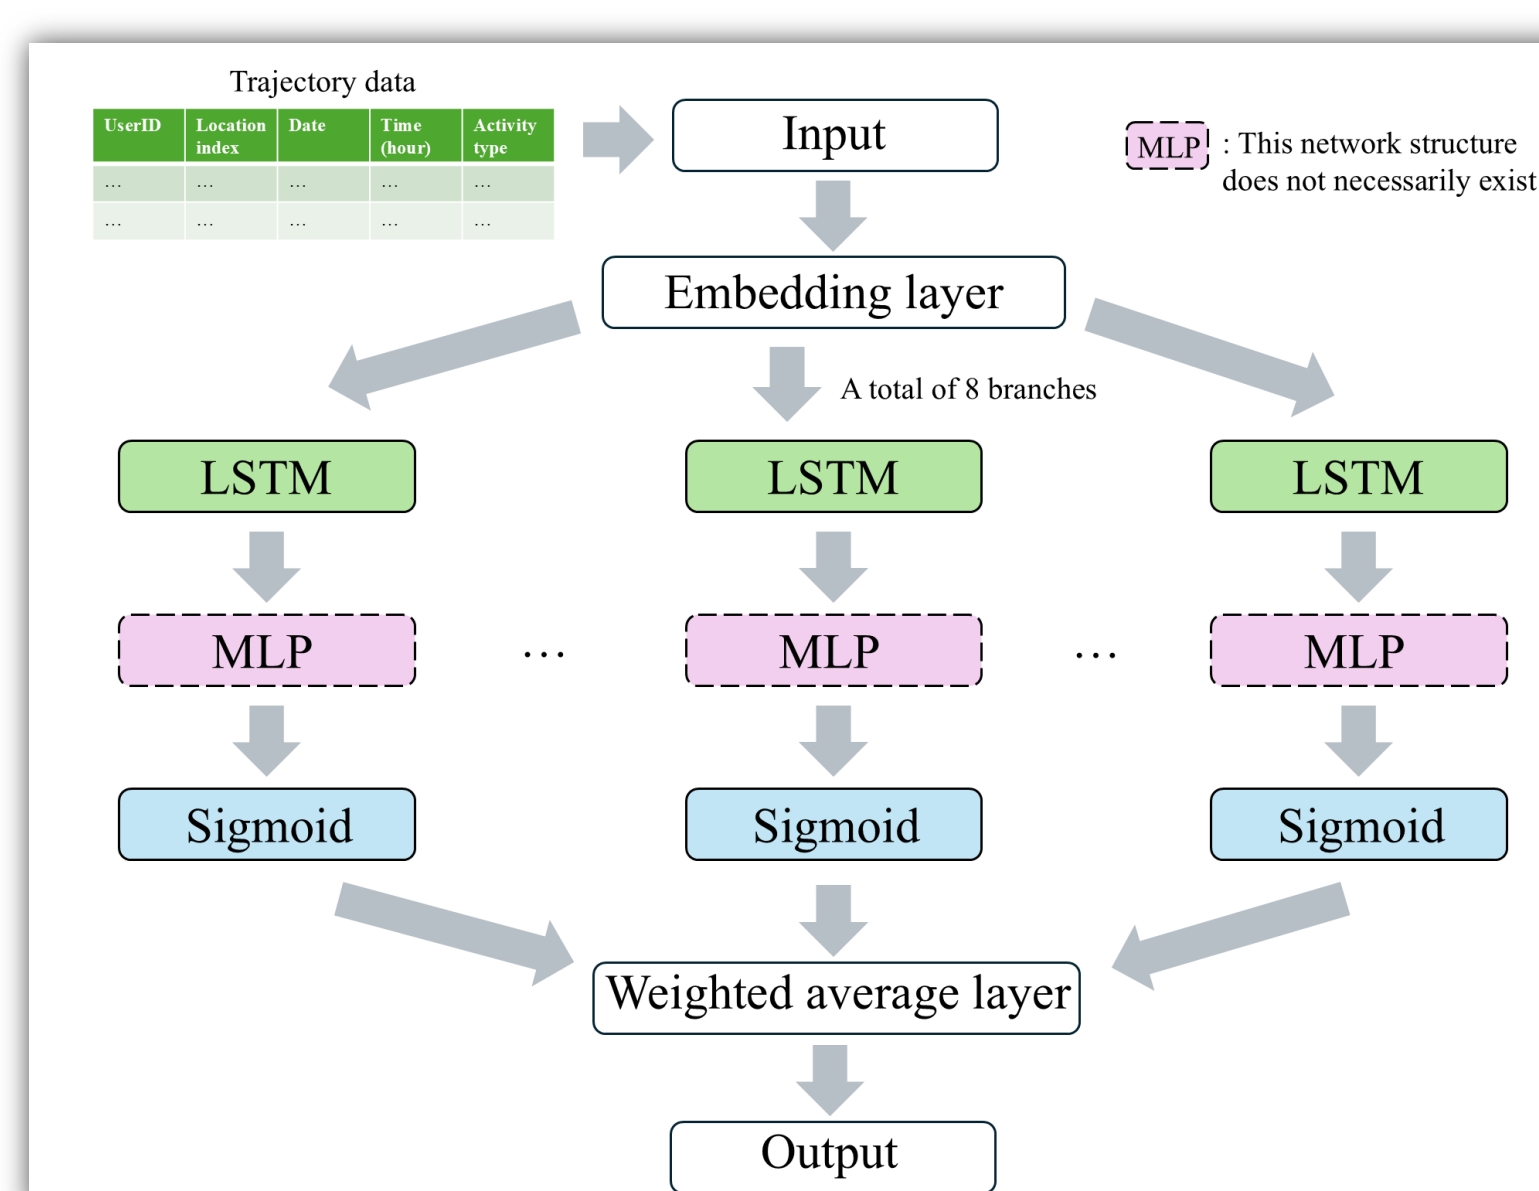 Trajectory data
UserID Location index Date Time (hour) Activity type
... ... ... ... ...
... ... ... ... ...
Input
MLP : This network structure
does not necessarily exist
Embedding layer
A total of 8 branches
LSTM LSTM LSTM
MLP ... MLP ... MLP
Sigmoid Sigmoid Sigmoid
Weighted average layer
Output